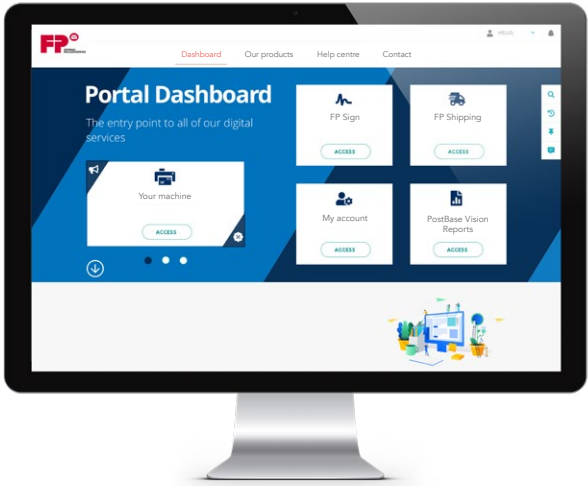 FP
Dashboard
Our products
Help centre
Contact
Portal Dashboard
The entry point to all of our digital
services
Your machine
ACCESS
FP Sign
ACCESS
FP Shipping
ACCESS
My account
ACCESS
PostBase Vision
Reports
ACCESS